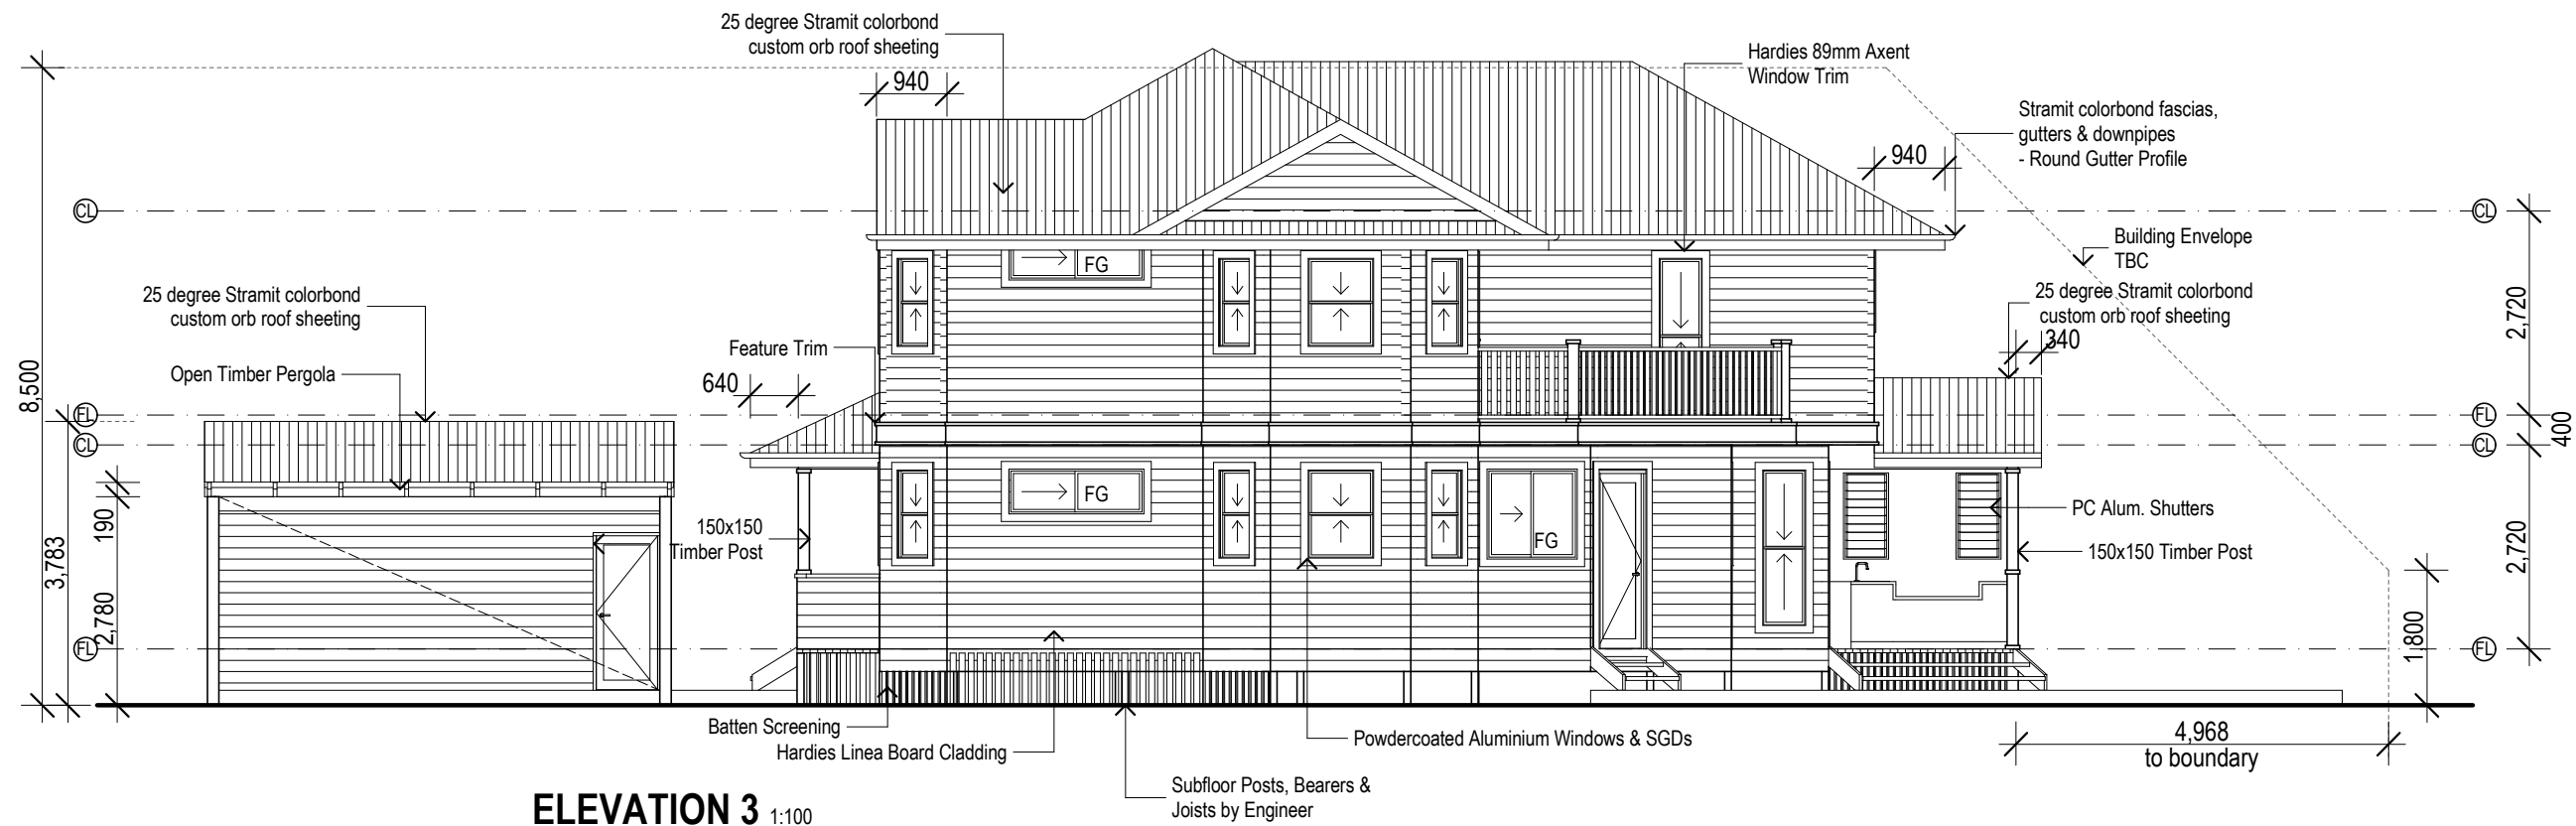 25 degree Stramit colorbond
custom orb roof sheeting
940
Hardies 89mm Axent
Window Trim
Stramit colorbond fascias,
gutters & downpipes
- Round Gutter Profile
940
CL
CL
FG
Building Envelope
TBC
25 degree Stramit colorbond
custom orb roof sheeting
340
2,720
25 degree Stramit colorbond
custom orb roof sheeting
Feature Trim
Open Timber Pergola
640
8,500
FL
FL
CL
CL
400
FG
FG
190
3,783
2,780
150x150
Timber Post
PC Alum. Shutters
150x150 Timber Post
2,720
FL
FL
1,800
Batten Screening
Hardies Linea Board Cladding
Powdercoated Aluminium Windows & SGDs
4,968
to boundary
Subfloor Posts, Bearers &
Joists by Engineer
ELEVATION 3 1:100